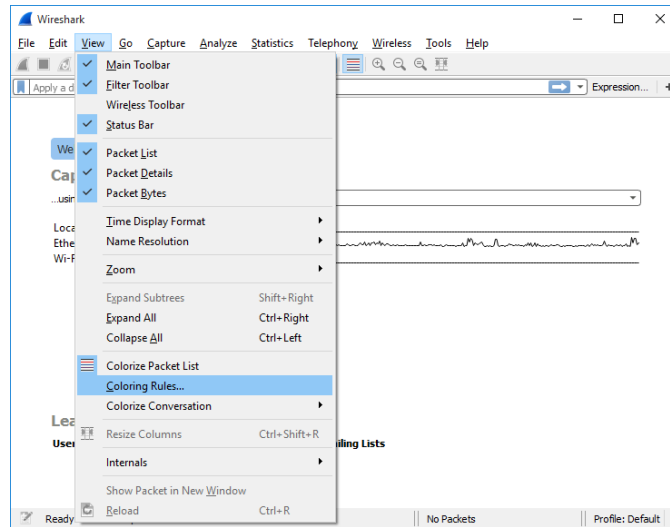 Wireshark
File Edit View Go Capture Analyze Statistics Telephony Wireless Tools Help
Main Toolbar
Apply a d
Filter Toolbar
Expression... +
Wireless Toolbar
Status Bar
We
Packet List
Cap
Packet Details
...usin
Packet Bytes
Loca
Time Display Format
Ethe
Name Resolution
Wi-F
Zoom
Expand Subtrees Shift+Right
Expand All Ctrl+Right
Collapse All Ctrl+Left
Colorize Packet List
Coloring Rules...
Colorize Conversation
Lea
Resize Columns Ctrl+Shift+R
User
iling Lists
Internals
Show Packet in New Window
Reload Ctrl+R
Ready
No Packets
Profile: Default